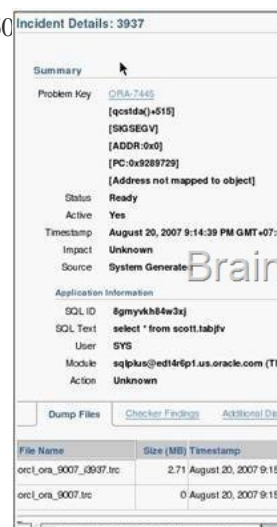 Incident Details: 3937
Summary
Problem Key ORA-7445
[qcstda()+515]
[SIGSEGV]
[ADDR:0x0]
[PC:0x9289729]
[Address not mapped to object]
Status Ready
Active Yes
Timestamp August 20, 2007 9:14:39 PM GMT+07:
Impact Unknown
Source System Generate
Brain
Application Information
SQL ID 8gmyvkh84w3xj
SQL Text select * from scott.tabjfv
User SYS
Module sqlplus@edt4r6p1.us.oracle.com (T
Action Unknown
Dump Files Checker Findings Additional Di
File Name Size (MB) Timestamp
orcl_ora_9007_i3937.trc 2.71 August 20, 2007 9:15
orcl_ora_9007.trc 0 August 20, 2007 9:15